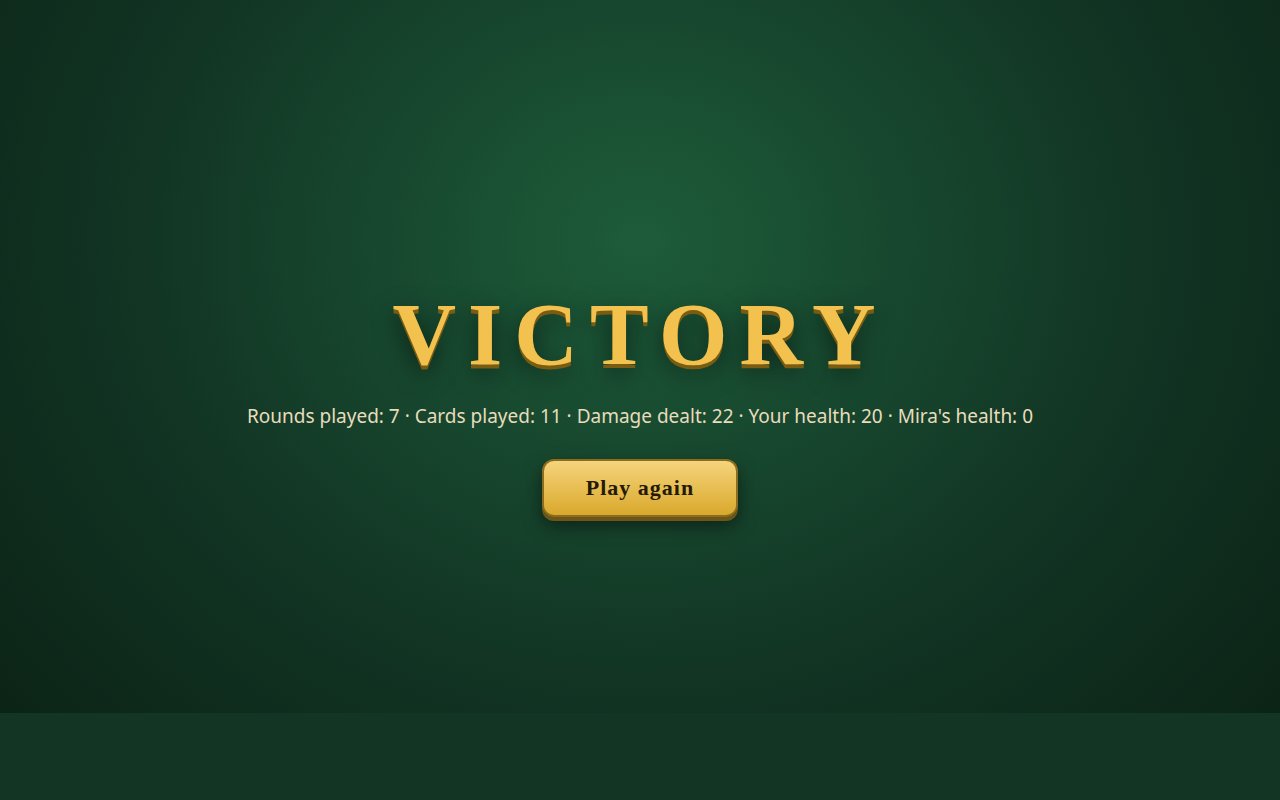 VICTORY
Rounds played: 7 · Cards played: 11 · Damage dealt: 22 · Your health: 20 · Mira's health: 0
Play again